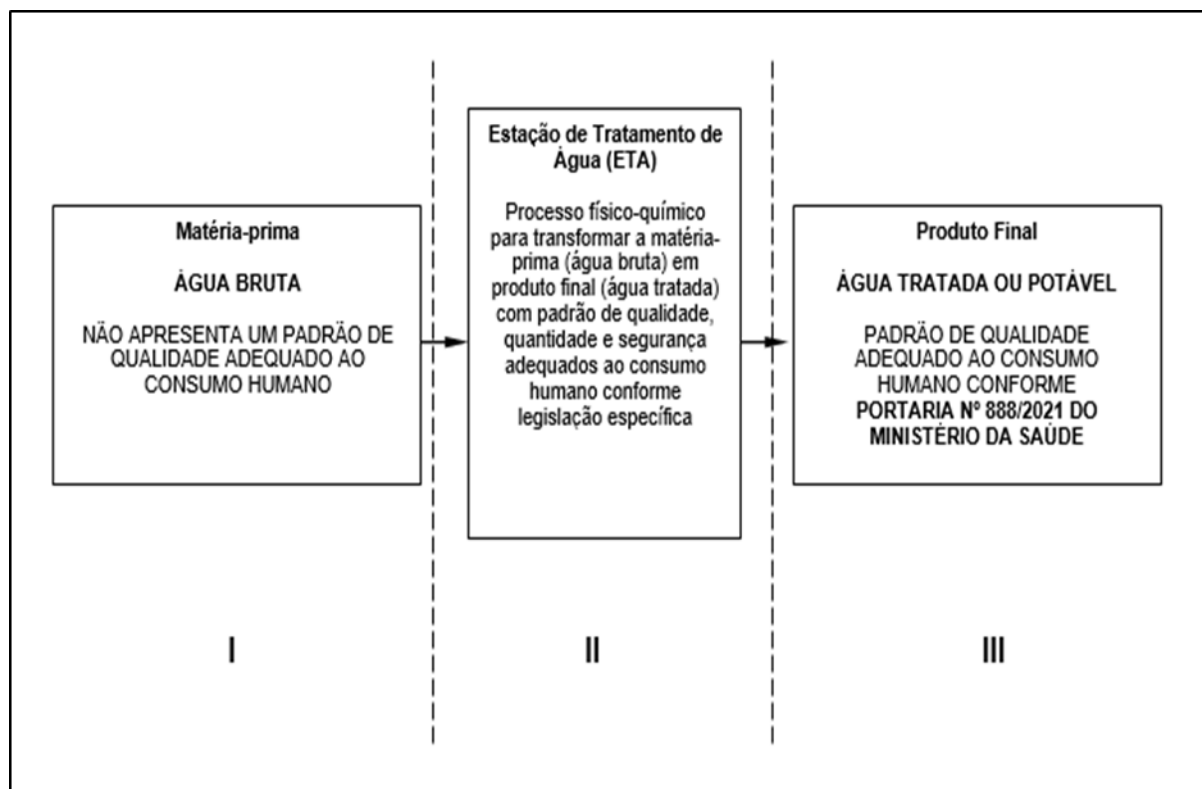 Matéria-prima
ÁGUA BRUTA
NÃO APRESENTA UM PADRÃO DE
QUALIDADE ADEQUADO AO
CONSUMO HUMANO
I
Estação de Tratamento de
Água (ETA)
Processo físico-químico
para transformar a matéria-
prima (água bruta) em
produto final (água tratada)
com padrão de qualidade,
quantidade e segurança
adequados ao consumo
humano conforme
legislação específica
II
Produto Final
ÁGUA TRATADA OU POTÁVEL
PADRÃO DE QUALIDADE
ADEQUADO AO CONSUMO
HUMANO CONFORME
PORTARIA Nº 888/2021 DO
MINISTÉRIO DA SAÚDE
III